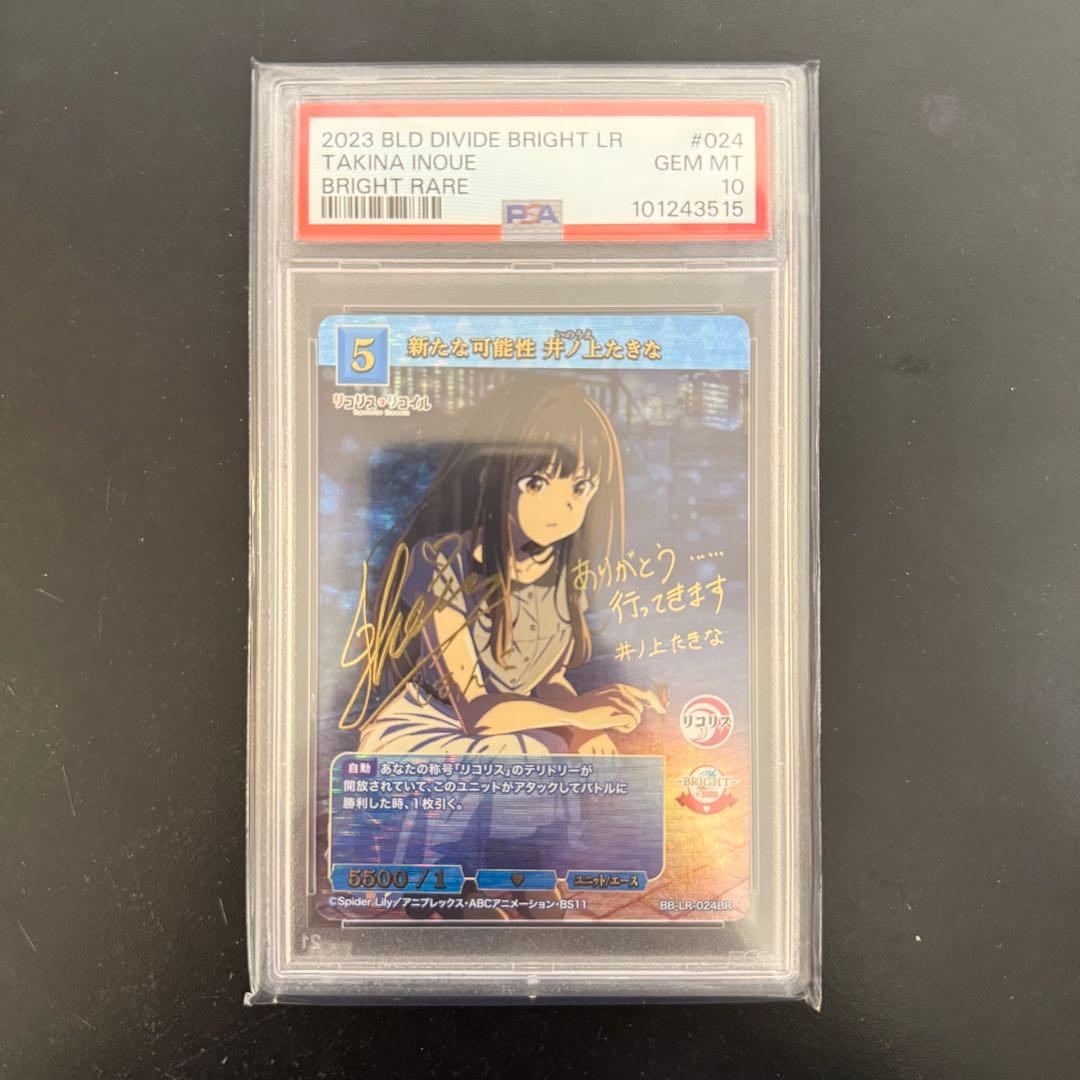 2023 BLD DIVIDE BRIGHT LR #024
TAKINA INOUE GEM MT
BRIGHT RARE 10
PSA 101243515
5
いのうえ
新たな可能性 井ノ上たきな
リコリス リコイル
ありがとう……
行ってきます
井ノ上たきな
リコリス
BRIGHT
+3000
自動 あなたの称号「リコリス」のテリトリーが
開放されていて、このユニットがアタックしてバトルに
勝利した時、1枚引く。
5500/1
ユニット/エース
©Spider Lily/アニプレックス・ABCアニメーション・BS11
BB-LR-024BR